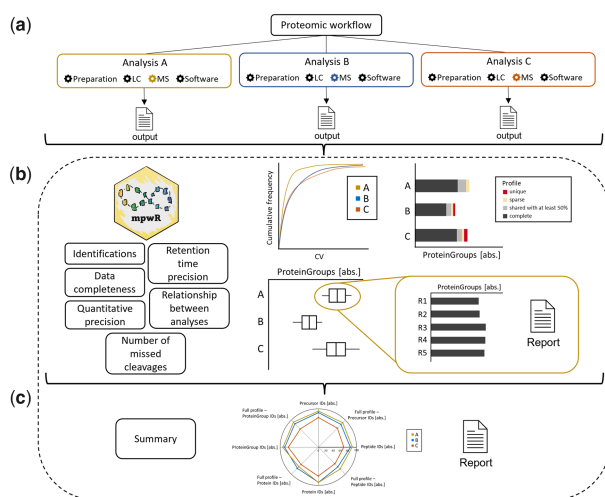 (a)
Proteomic workflow
Analysis A
Preparation LC MS Software
Analysis B
Preparation LC MS Software
Analysis C
Preparation LC MS Software
output
output
output
(b)
mpwR
Identifications
Data
completeness
Quantitative
precision
Retention
time
precision
Relationship
between
analyses
Number of
missed
cleavages
Cumulative frequency
CV
A
B
C
A
B
C
ProteinGroups [abs.]
Profile
unique
sparse
shared with at least 50%
complete
ProteinGroups [abs.]
A
B
C
ProteinGroups [abs.]
R1
R2
R3
R4
R5
Report
(c)
Summary
Precursor IDs [abs.]
Full profile –
Precursor IDs [abs.]
Peptide IDs [abs.]
Full profile –
Peptide IDs [abs.]
Protein IDs [abs.]
Full profile –
Protein IDs [abs.]
ProteinGroup IDs [abs.]
Full profile –
ProteinGroup IDs [abs.]
A
B
C
Report